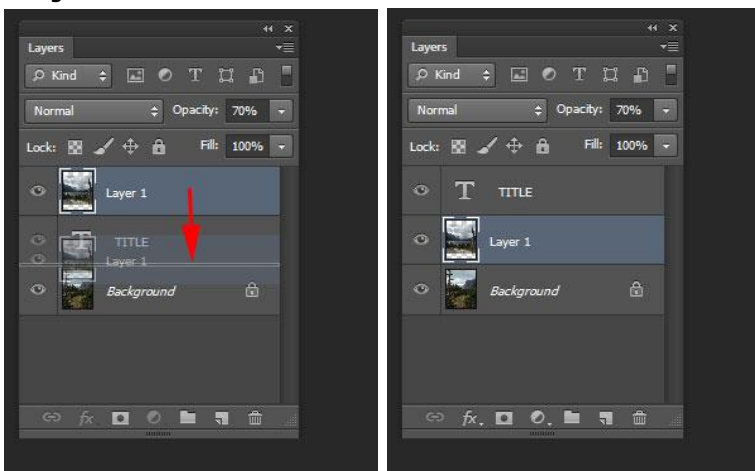 Layers
Kind
Normal Opacity: 70%
Lock: Fill: 100%
Layer 1
TITLE
Layer 1
Background
Layers
Kind
Normal Opacity: 70%
Lock: Fill: 100%
T TITLE
Layer 1
Background